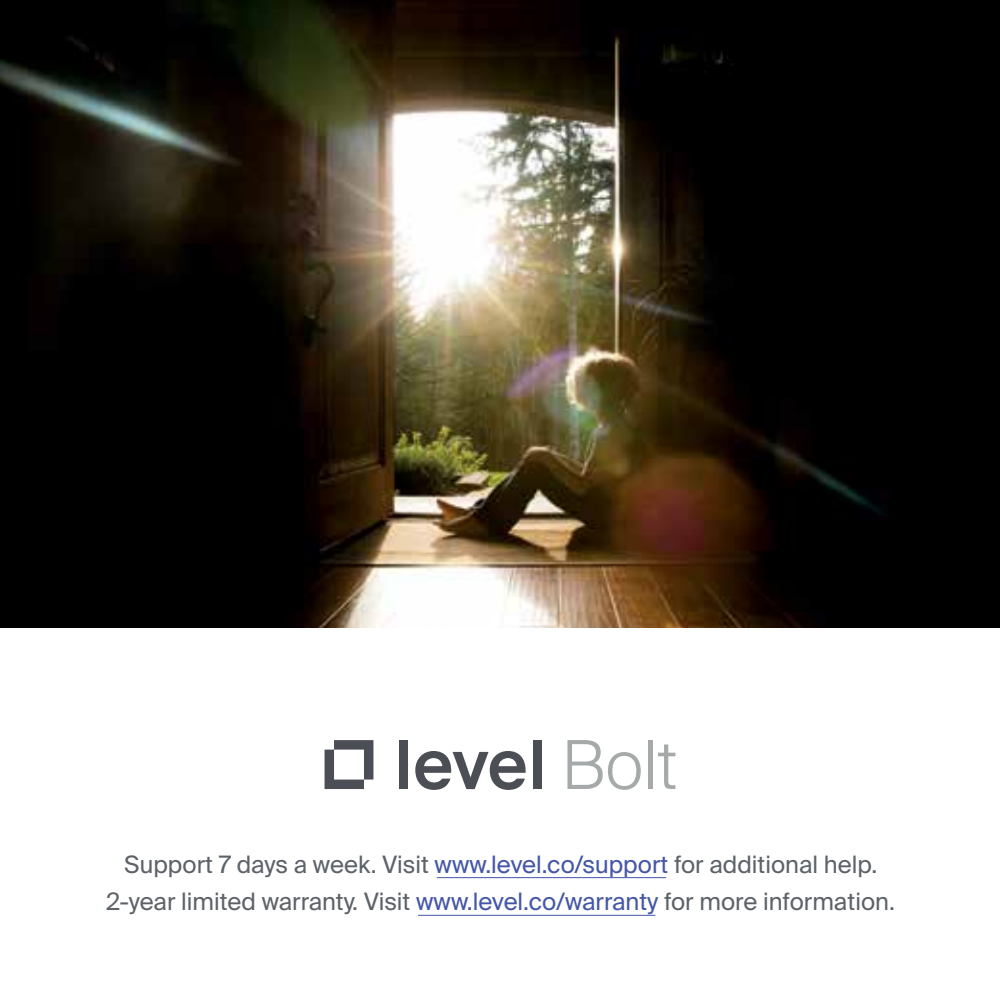 level Bolt
Support 7 days a week. Visit www.level.co/support for additional help.
2-year limited warranty. Visit www.level.co/warranty for more information.